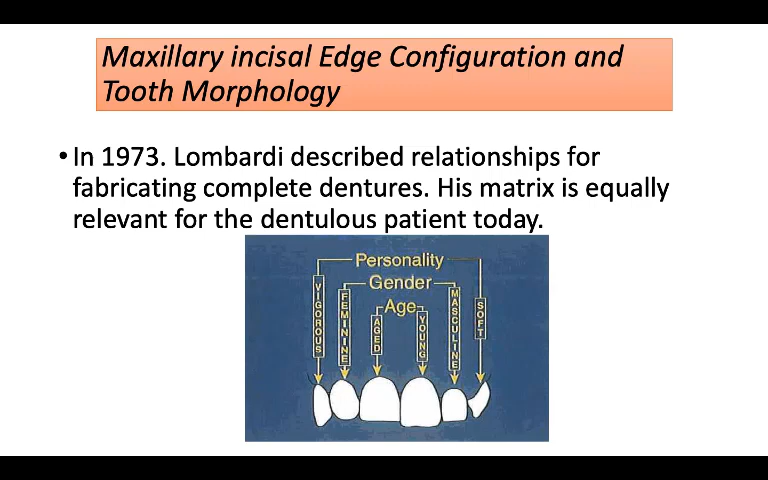 Maxillary incisal Edge Configuration and
Tooth Morphology
• In 1973. Lombardi described relationships for
fabricating complete dentures. His matrix is equally
relevant for the dentulous patient today.
Personality
Gender
Age
VIGOROUS
FEMININE
AGED
YOUNG
MASCULINE
SOFT